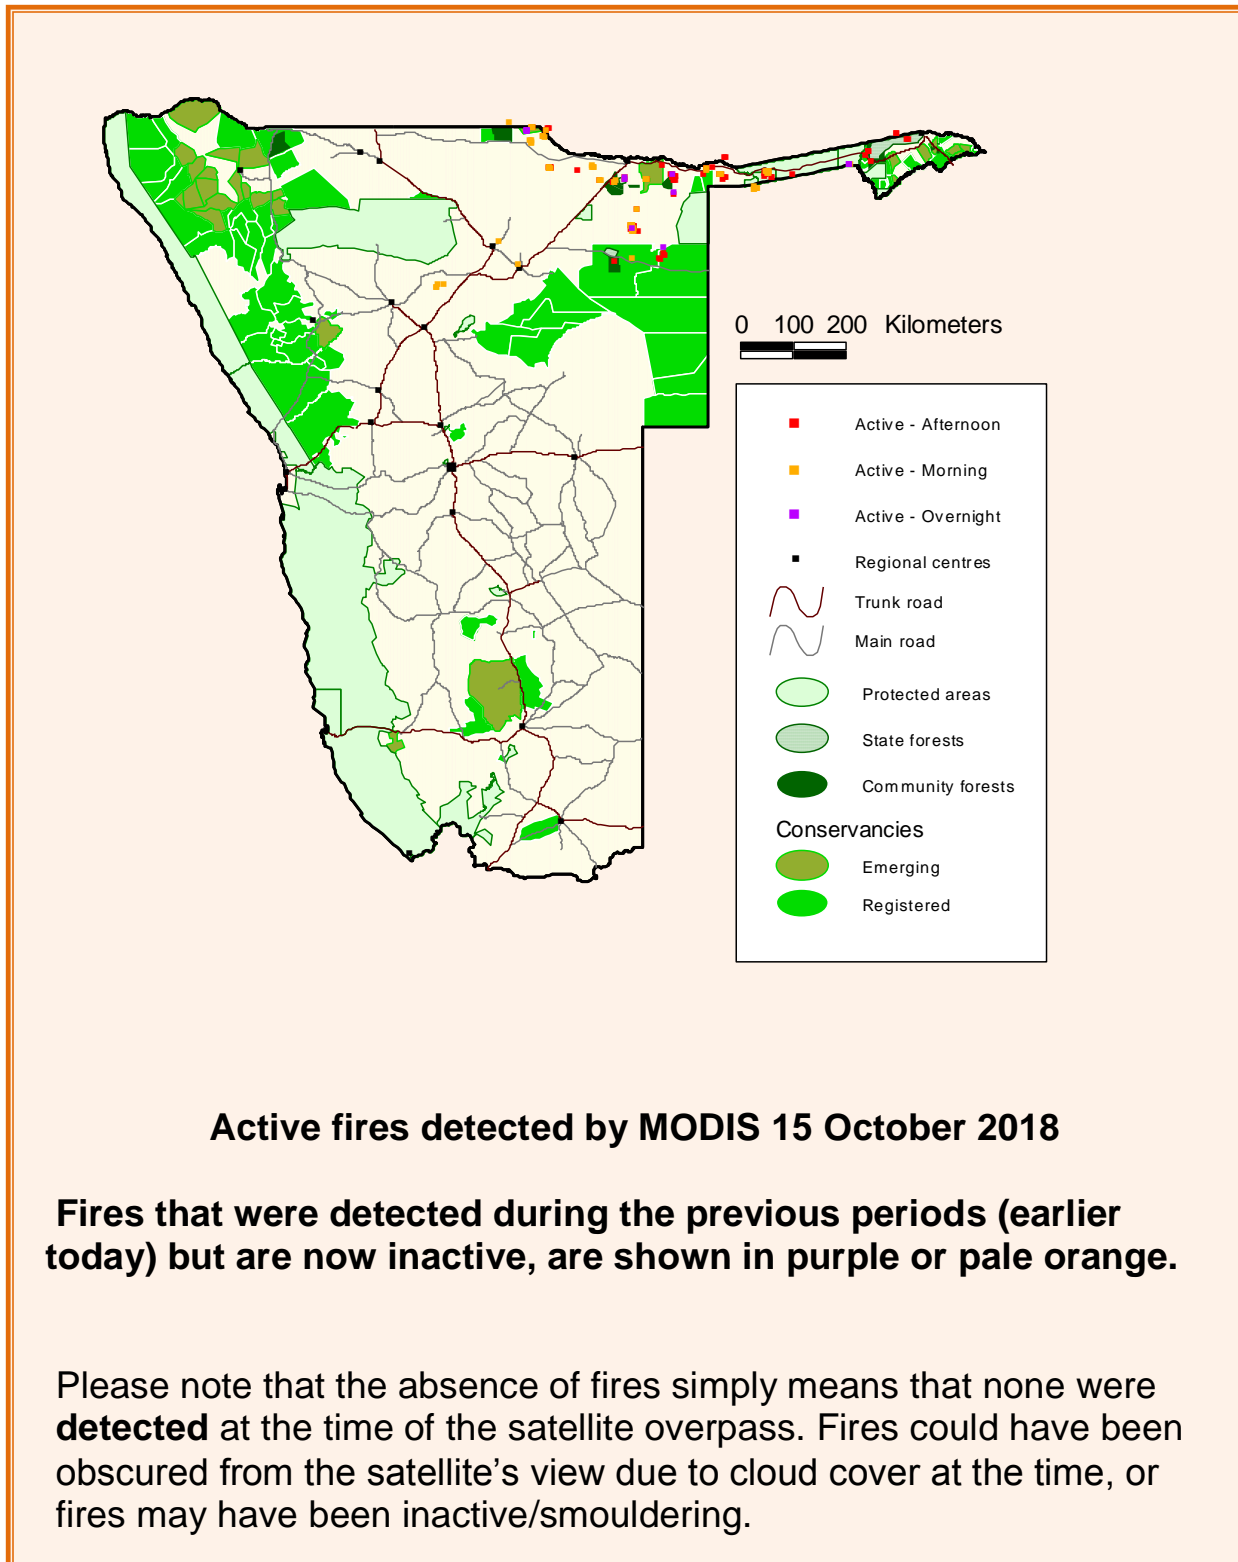 0 100 200 Kilometers
Active - Afternoon
Active - Morning
Active - Overnight
Regional centres
Trunk road
Main road
Protected areas
State forests
Community forests
Conservancies
Emerging
Registered
Active fires detected by MODIS 15 October 2018
Fires that were detected during the previous periods (earlier
today) but are now inactive, are shown in purple or pale orange.
Please note that the absence of fires simply means that none were
detected at the time of the satellite overpass. Fires could have been
obscured from the satellite's view due to cloud cover at the time, or
fires may have been inactive/smouldering.